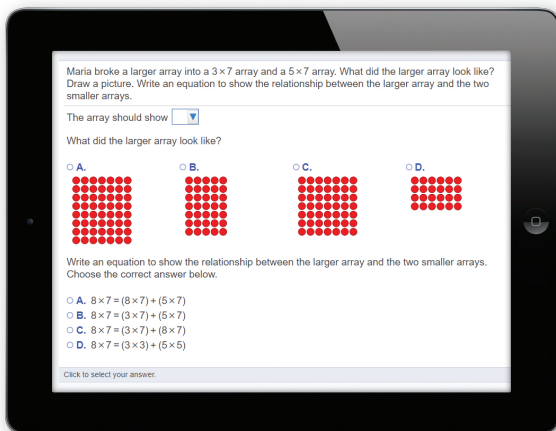 Maria broke a larger array into a 3×7 array and a 5×7 array. What did the larger array look like?
Draw a picture. Write an equation to show the relationship between the larger array and the two
smaller arrays.
The array should show
What did the larger array look like?
A. B. C. D.
Write an equation to show the relationship between the larger array and the two smaller arrays.
Choose the correct answer below.
A. 8×7=(8×7)+(5×7)
B. 8×7=(3×7)+(5×7)
C. 8×7=(3×7)+(8×7)
D. 8×7=(3×3)+(5×5)
Click to select your answer.